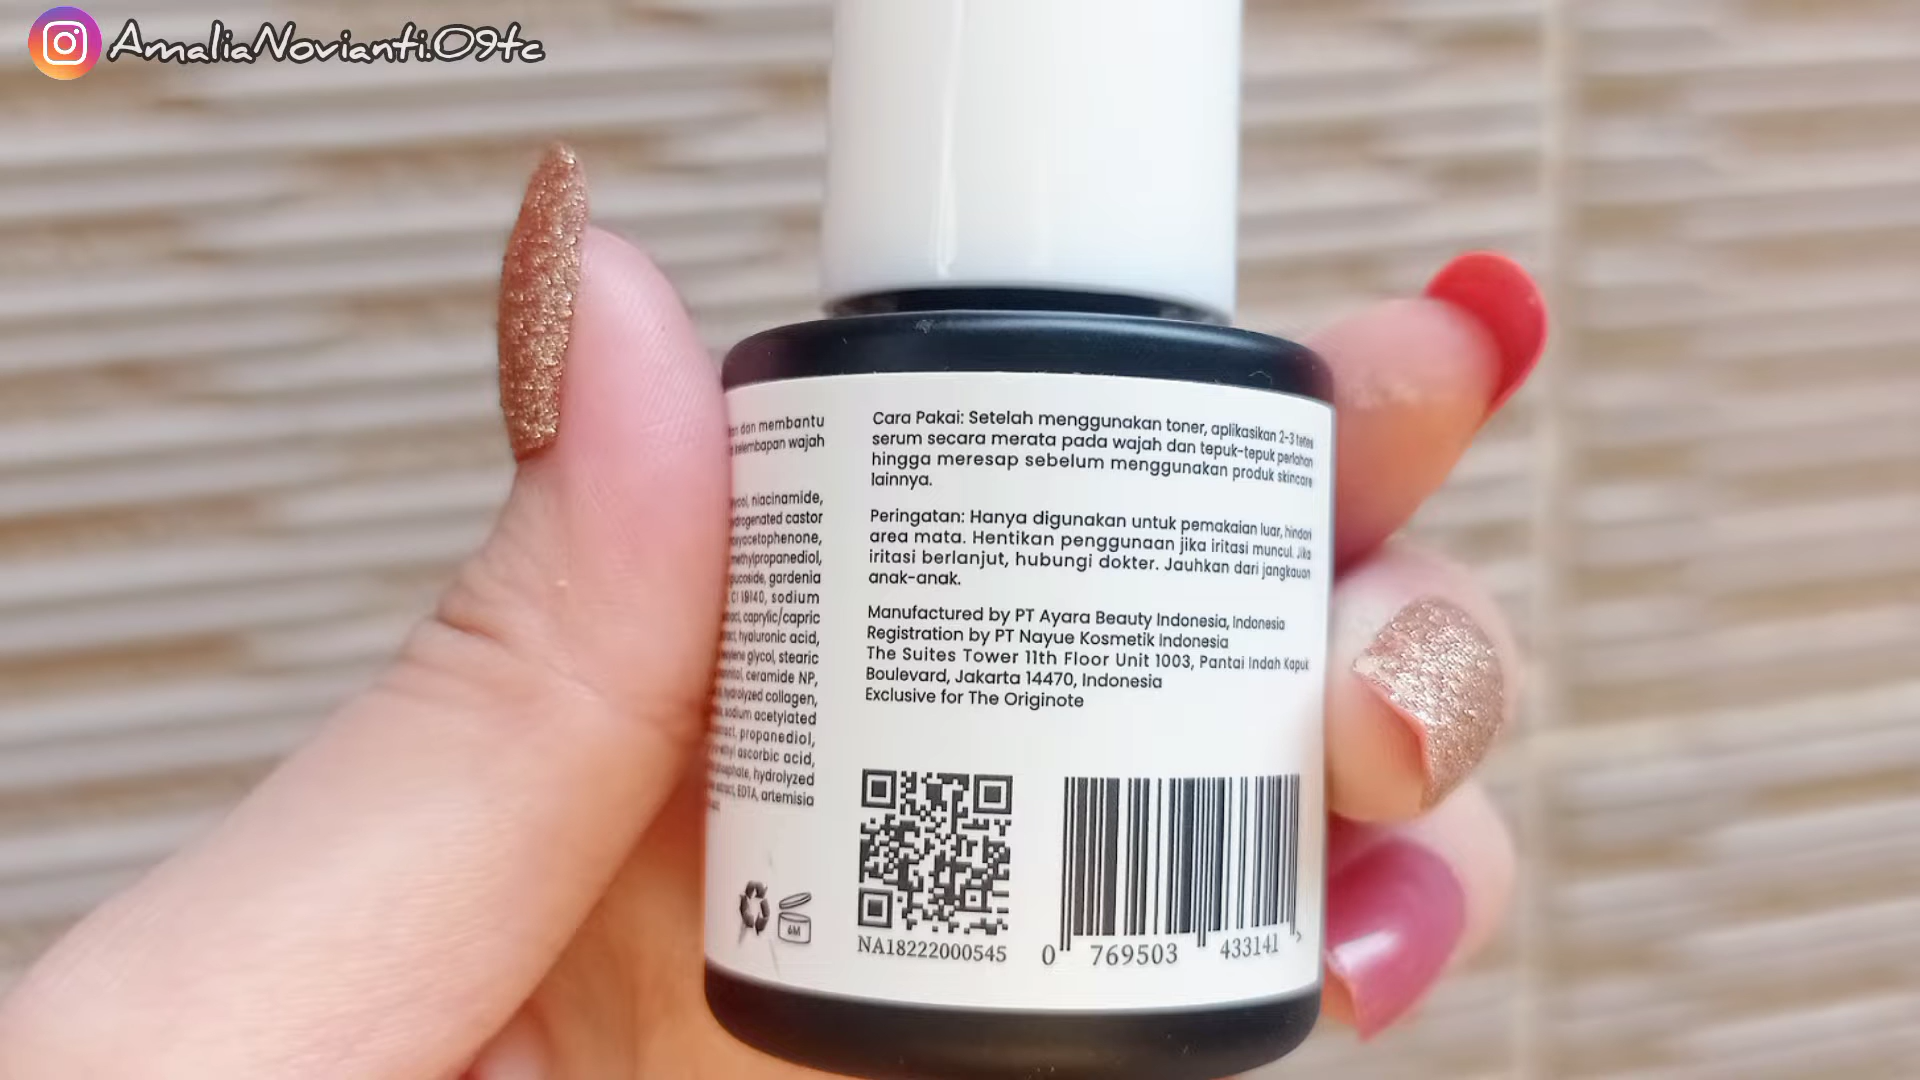 AmaliaNovianti.09tc
dan membantu
kelembapan wajah
niacinamide,
castor
methylpropanediol,
gardenia
CI 19140, sodium
caprylic/capric
hyaluronic acid,
glycol, stearic
ceramide NP,
hydrolyzed collagen,
sodium acetylated
propanediol,
ascorbic acid,
hydrolyzed
EDTA, artemisia
6M
Cara Pakai: Setelah menggunakan toner, aplikasikan 2-3 tetes
serum secara merata pada wajah dan tepuk-tepuk perlahan
hingga meresap sebelum menggunakan produk skincare
lainnya.
Peringatan: Hanya digunakan untuk pemakaian luar, hindari
area mata. Hentikan penggunaan jika iritasi muncul. Jika
iritasi berlanjut, hubungi dokter. Jauhkan dari jangkauan
anak-anak.
Manufactured by PT Ayara Beauty Indonesia, Indonesia
Registration by PT Nayue Kosmetik Indonesia
The Suites Tower 11th Floor Unit 1003, Pantai Indah Kapuk
Boulevard, Jakarta 14470, Indonesia
Exclusive for The Originote
NA18222000545
0 769503 433141 >